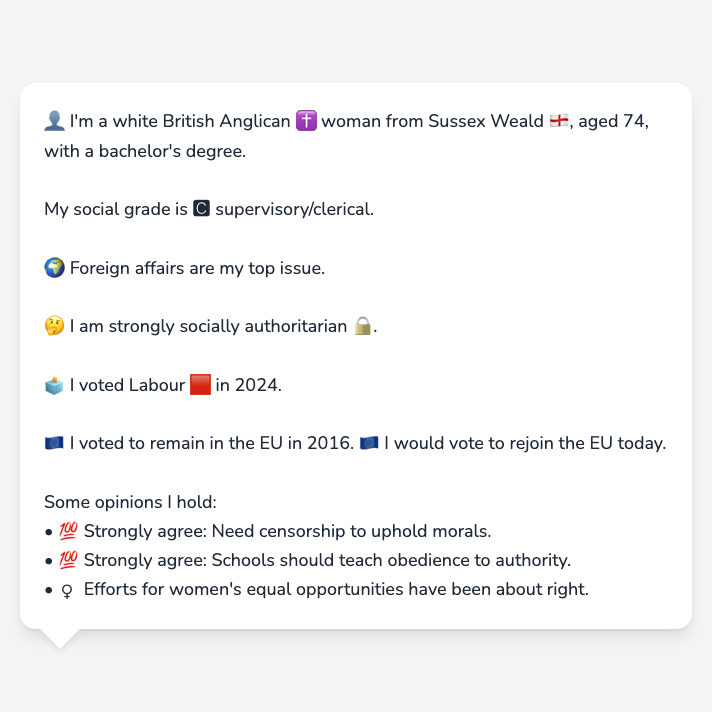 👤 I'm a white British Anglican ✝️ woman from Sussex Weald 🏴󠁧󠁢󠁥󠁮󠁧󠁿, aged 74,
with a bachelor's degree.
My social grade is 🅲 supervisory/clerical.
🌍 Foreign affairs are my top issue.
🤔 I am strongly socially authoritarian 🔒.
🗳️ I voted Labour 🟥 in 2024.
🇪🇺 I voted to remain in the EU in 2016. 🇪🇺 I would vote to rejoin the EU today.
Some opinions I hold:
• 💯 Strongly agree: Need censorship to uphold morals.
• 💯 Strongly agree: Schools should teach obedience to authority.
• ♀ Efforts for women's equal opportunities have been about right.